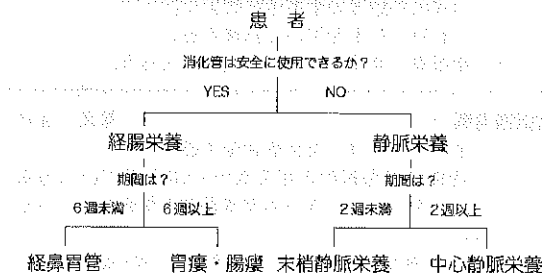 患者
消化管は安全に使用できるか?
YES NO
経腸栄養 静脈栄養
期間は? 期間は?
6週未満 6週以上 2週未満 2週以上
経鼻胃管 胃瘻・腸瘻 末梢静脈栄養 中心静脈栄養